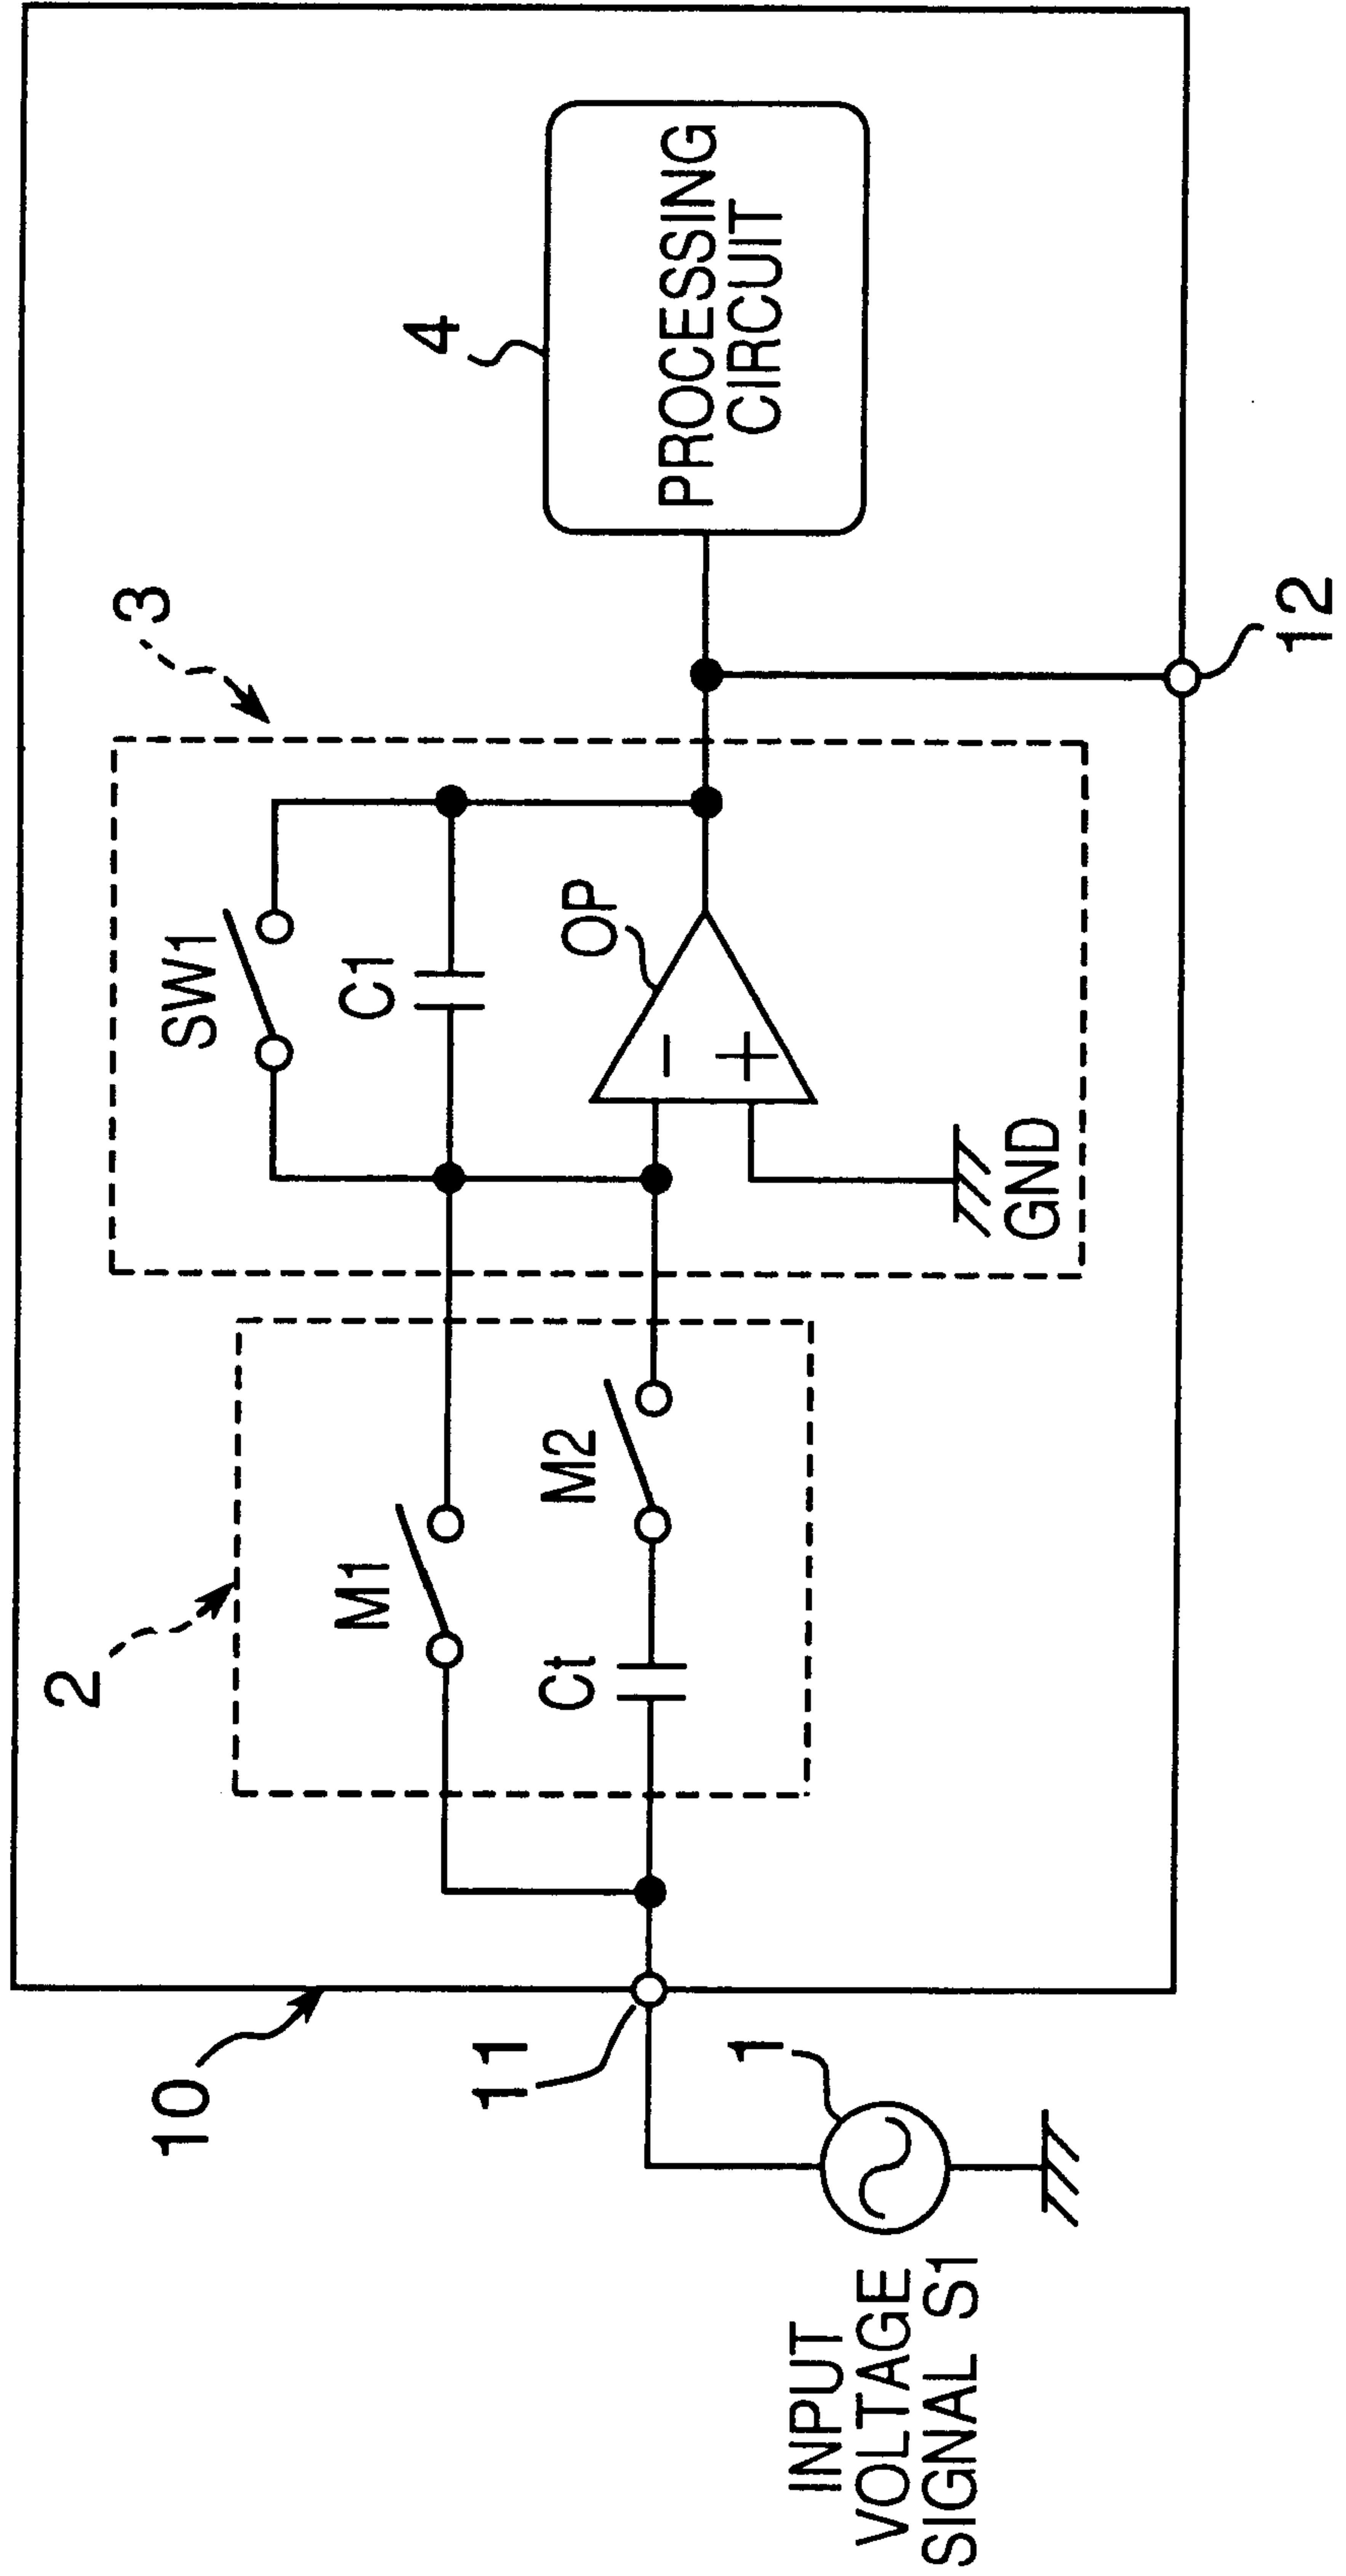 10
2
3
4
SW1
C1
M1
OP
M2
Ct
PROCESSING
CIRCUIT
−
+
11
1
GND
12
INPUT
VOLTAGE
SIGNAL S1